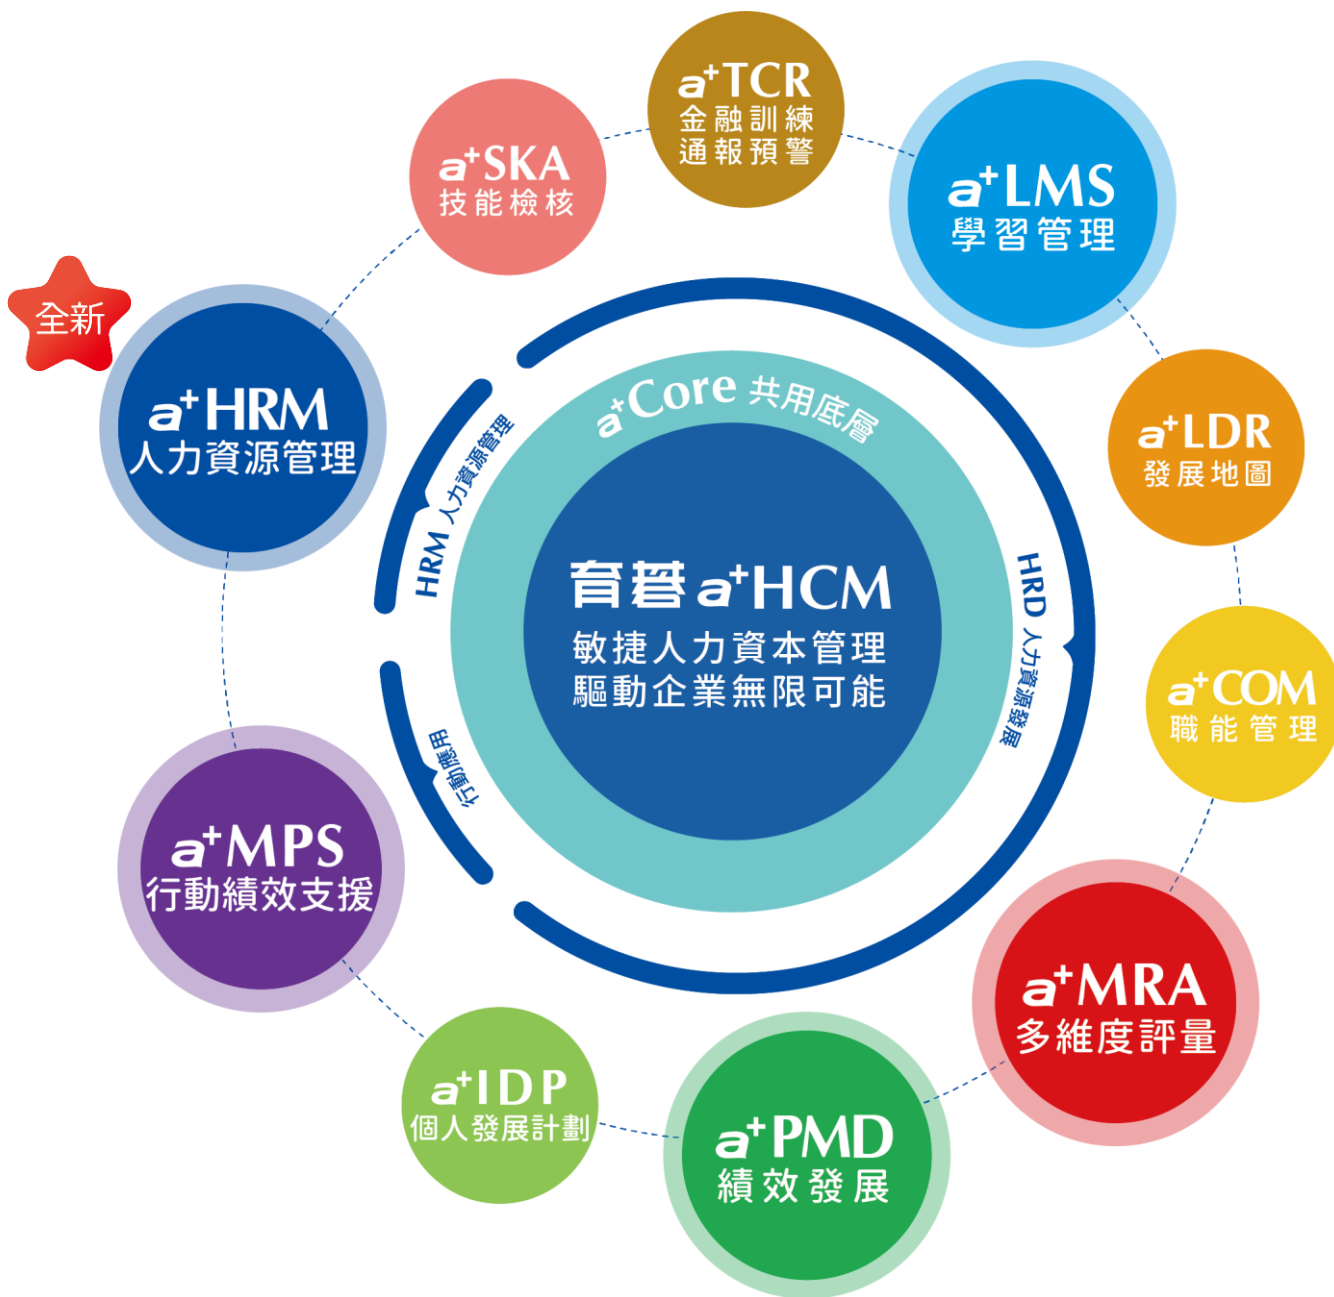 a+TCR
金融訓練
通報預警
a+SKA
技能檢核
a+LMS
學習管理
全新
a+HRM
人力資源管理
a+Core 共用底層
HRM 人力資源管理
a+LDR
發展地圖
育碁 a+HCM
敏捷人力資本管理
驅動企業無限可能
HRD 人力資源發展
a+COM
職能管理
行動應用
a+MPS
行動績效支援
a+MRA
多維度評量
a+IDP
個人發展計劃
a+PMD
績效發展